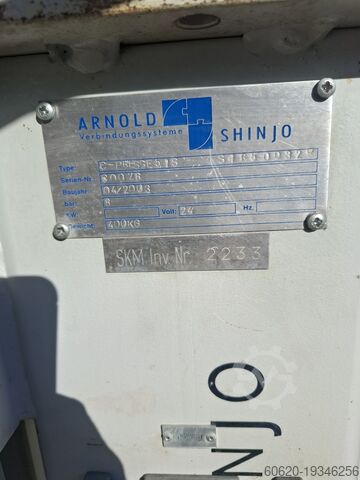 ARNOLD
Verbindungssysteme
SHINJO
Type:
Serien-Nr.
Baujahr 04/2003
bar: 6
KW: Volt: 24 Hz.
Gewicht: 400KG
SKM Inv.Nr. 2233
NJO
60620-19346256